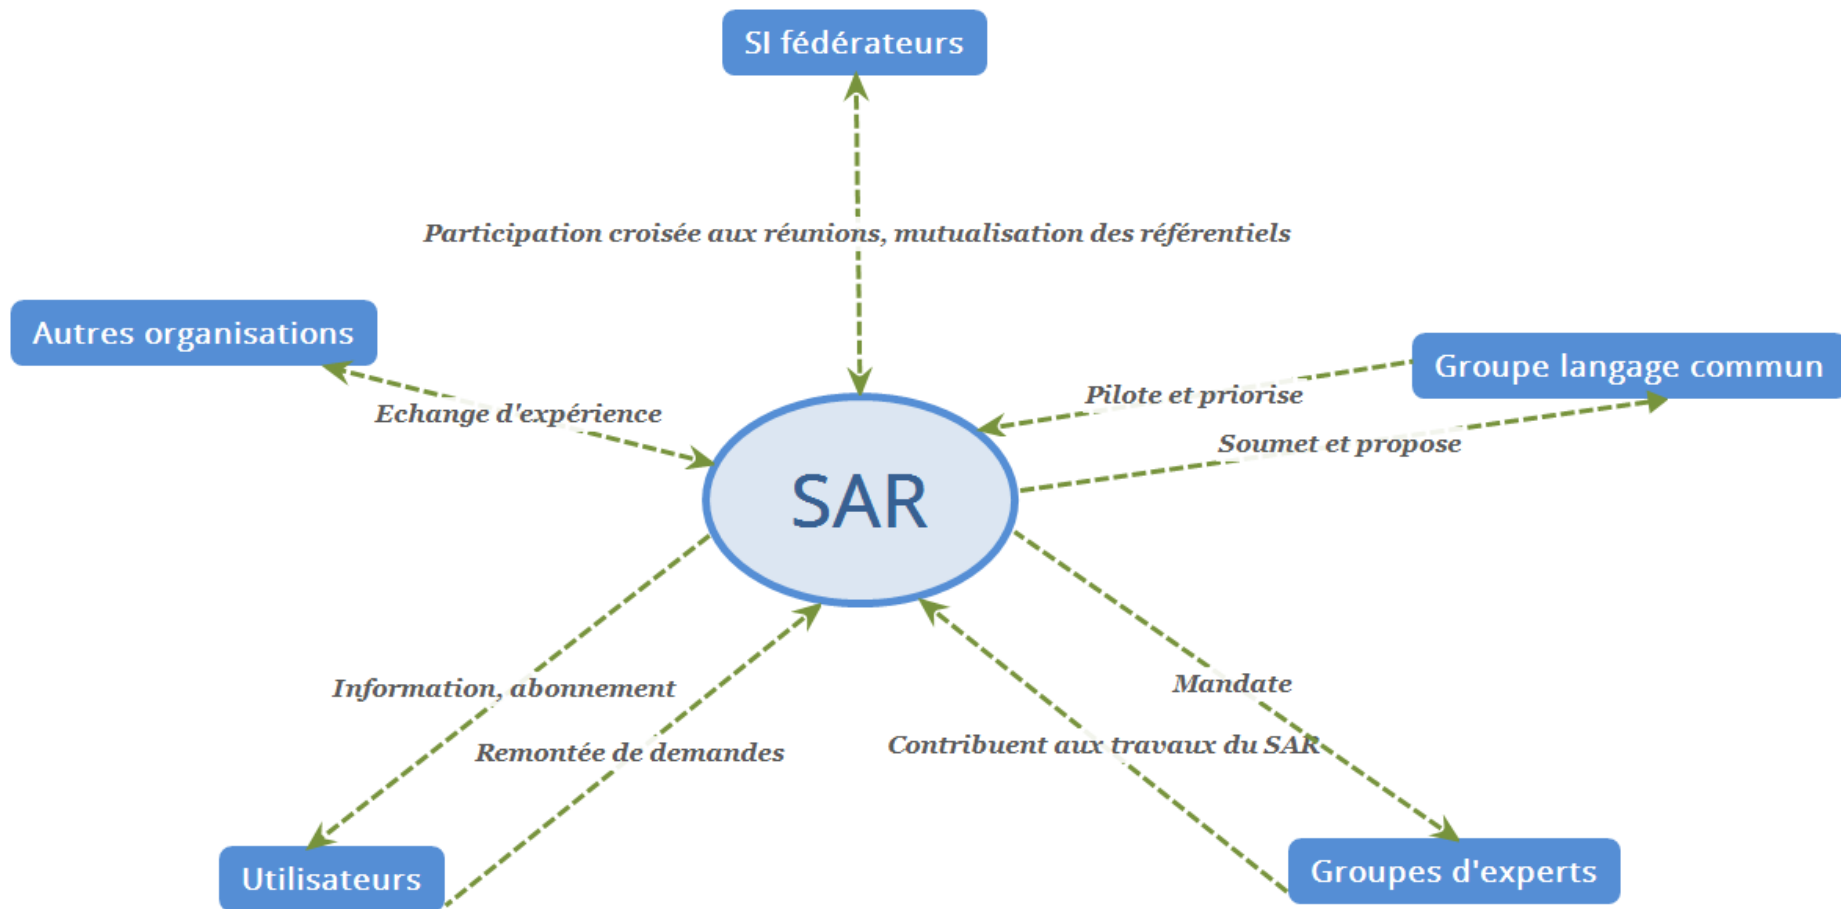 SI fédérateurs
Participation croisée aux réunions, mutualisation des référentiels
Autres organisations
Groupe langage commun
Pilote et priorise
Echange d'expérience
Soumet et propose
SAR
Information, abonnement
Mandate
Remontée de demandes
Contribuent aux travaux du SAR
Utilisateurs
Groupes d'experts